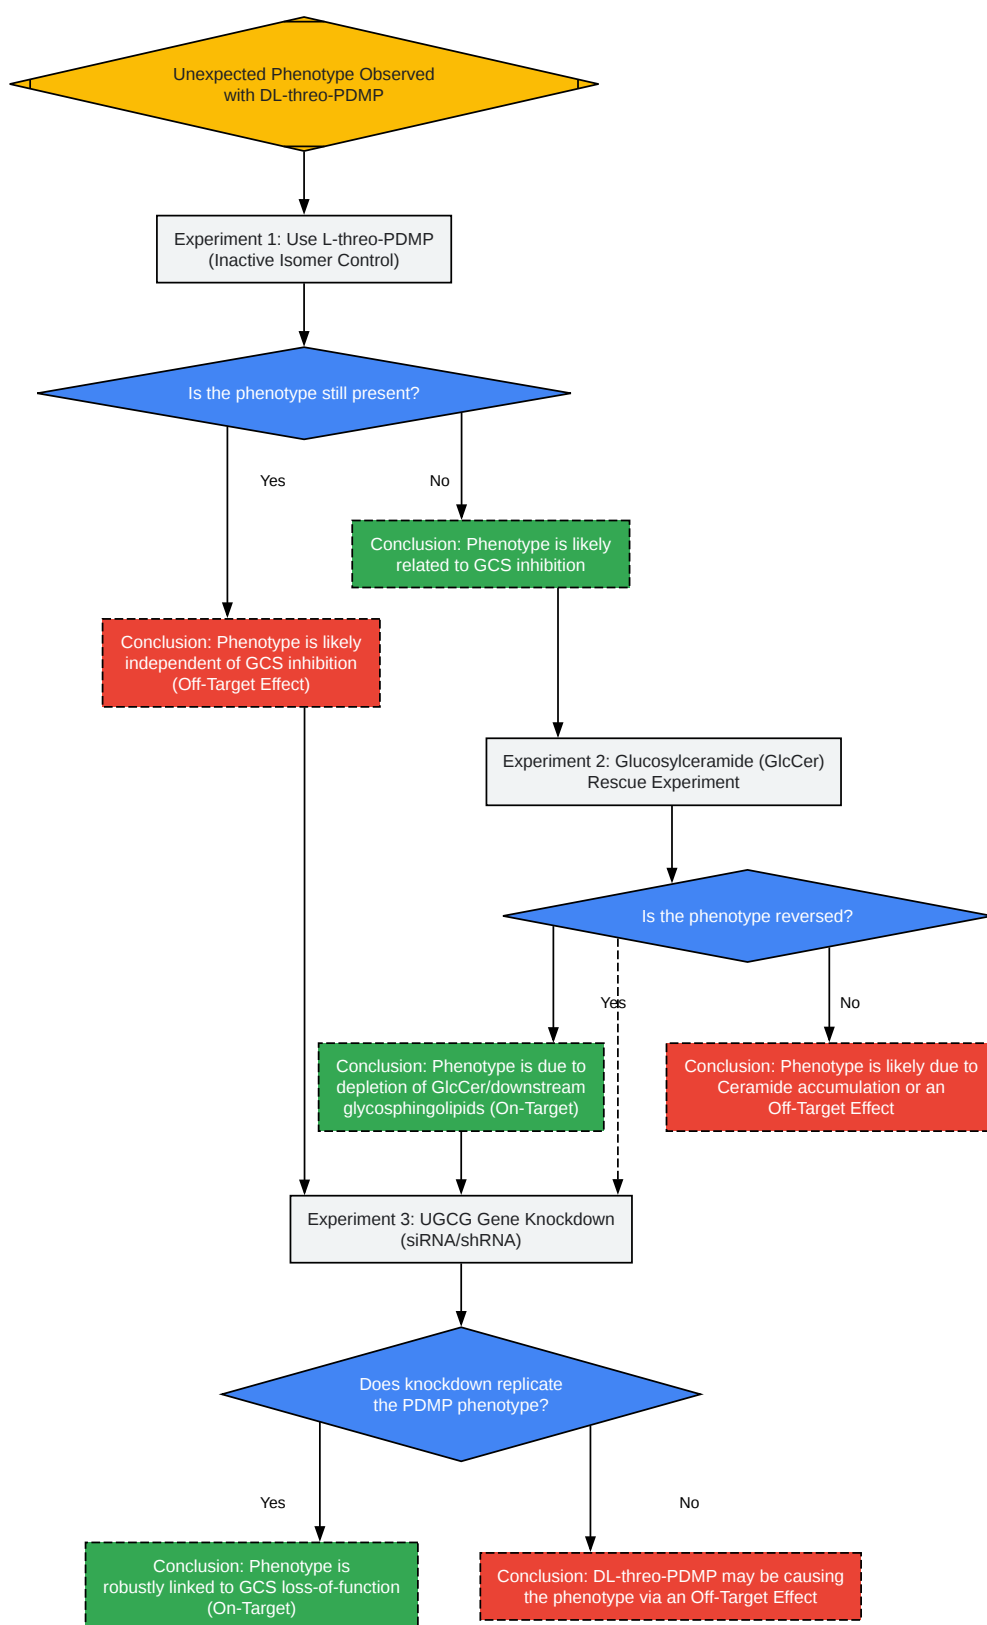 Unexpected Phenotype Observed
with DL-threo-PDMP
Experiment 1: Use L-threo-PDMP
(Inactive Isomer Control)
Is the phenotype still present?
Yes
No
Conclusion: Phenotype is likely
related to GCS inhibition
Conclusion: Phenotype is likely
independent of GCS inhibition
(Off-Target Effect)
Experiment 2: Glucosylceramide (GlcCer)
Rescue Experiment
Is the phenotype reversed?
Yes
No
Conclusion: Phenotype is due to
depletion of GlcCer/downstream
glycosphingolipids (On-Target)
Conclusion: Phenotype is likely due to
Ceramide accumulation or an
Off-Target Effect
Experiment 3: UGCG Gene Knockdown
(siRNA/shRNA)
Does knockdown replicate
the PDMP phenotype?
Yes
No
Conclusion: Phenotype is
robustly linked to GCS loss-of-function
(On-Target)
Conclusion: DL-threo-PDMP may be causing
the phenotype via an Off-Target Effect